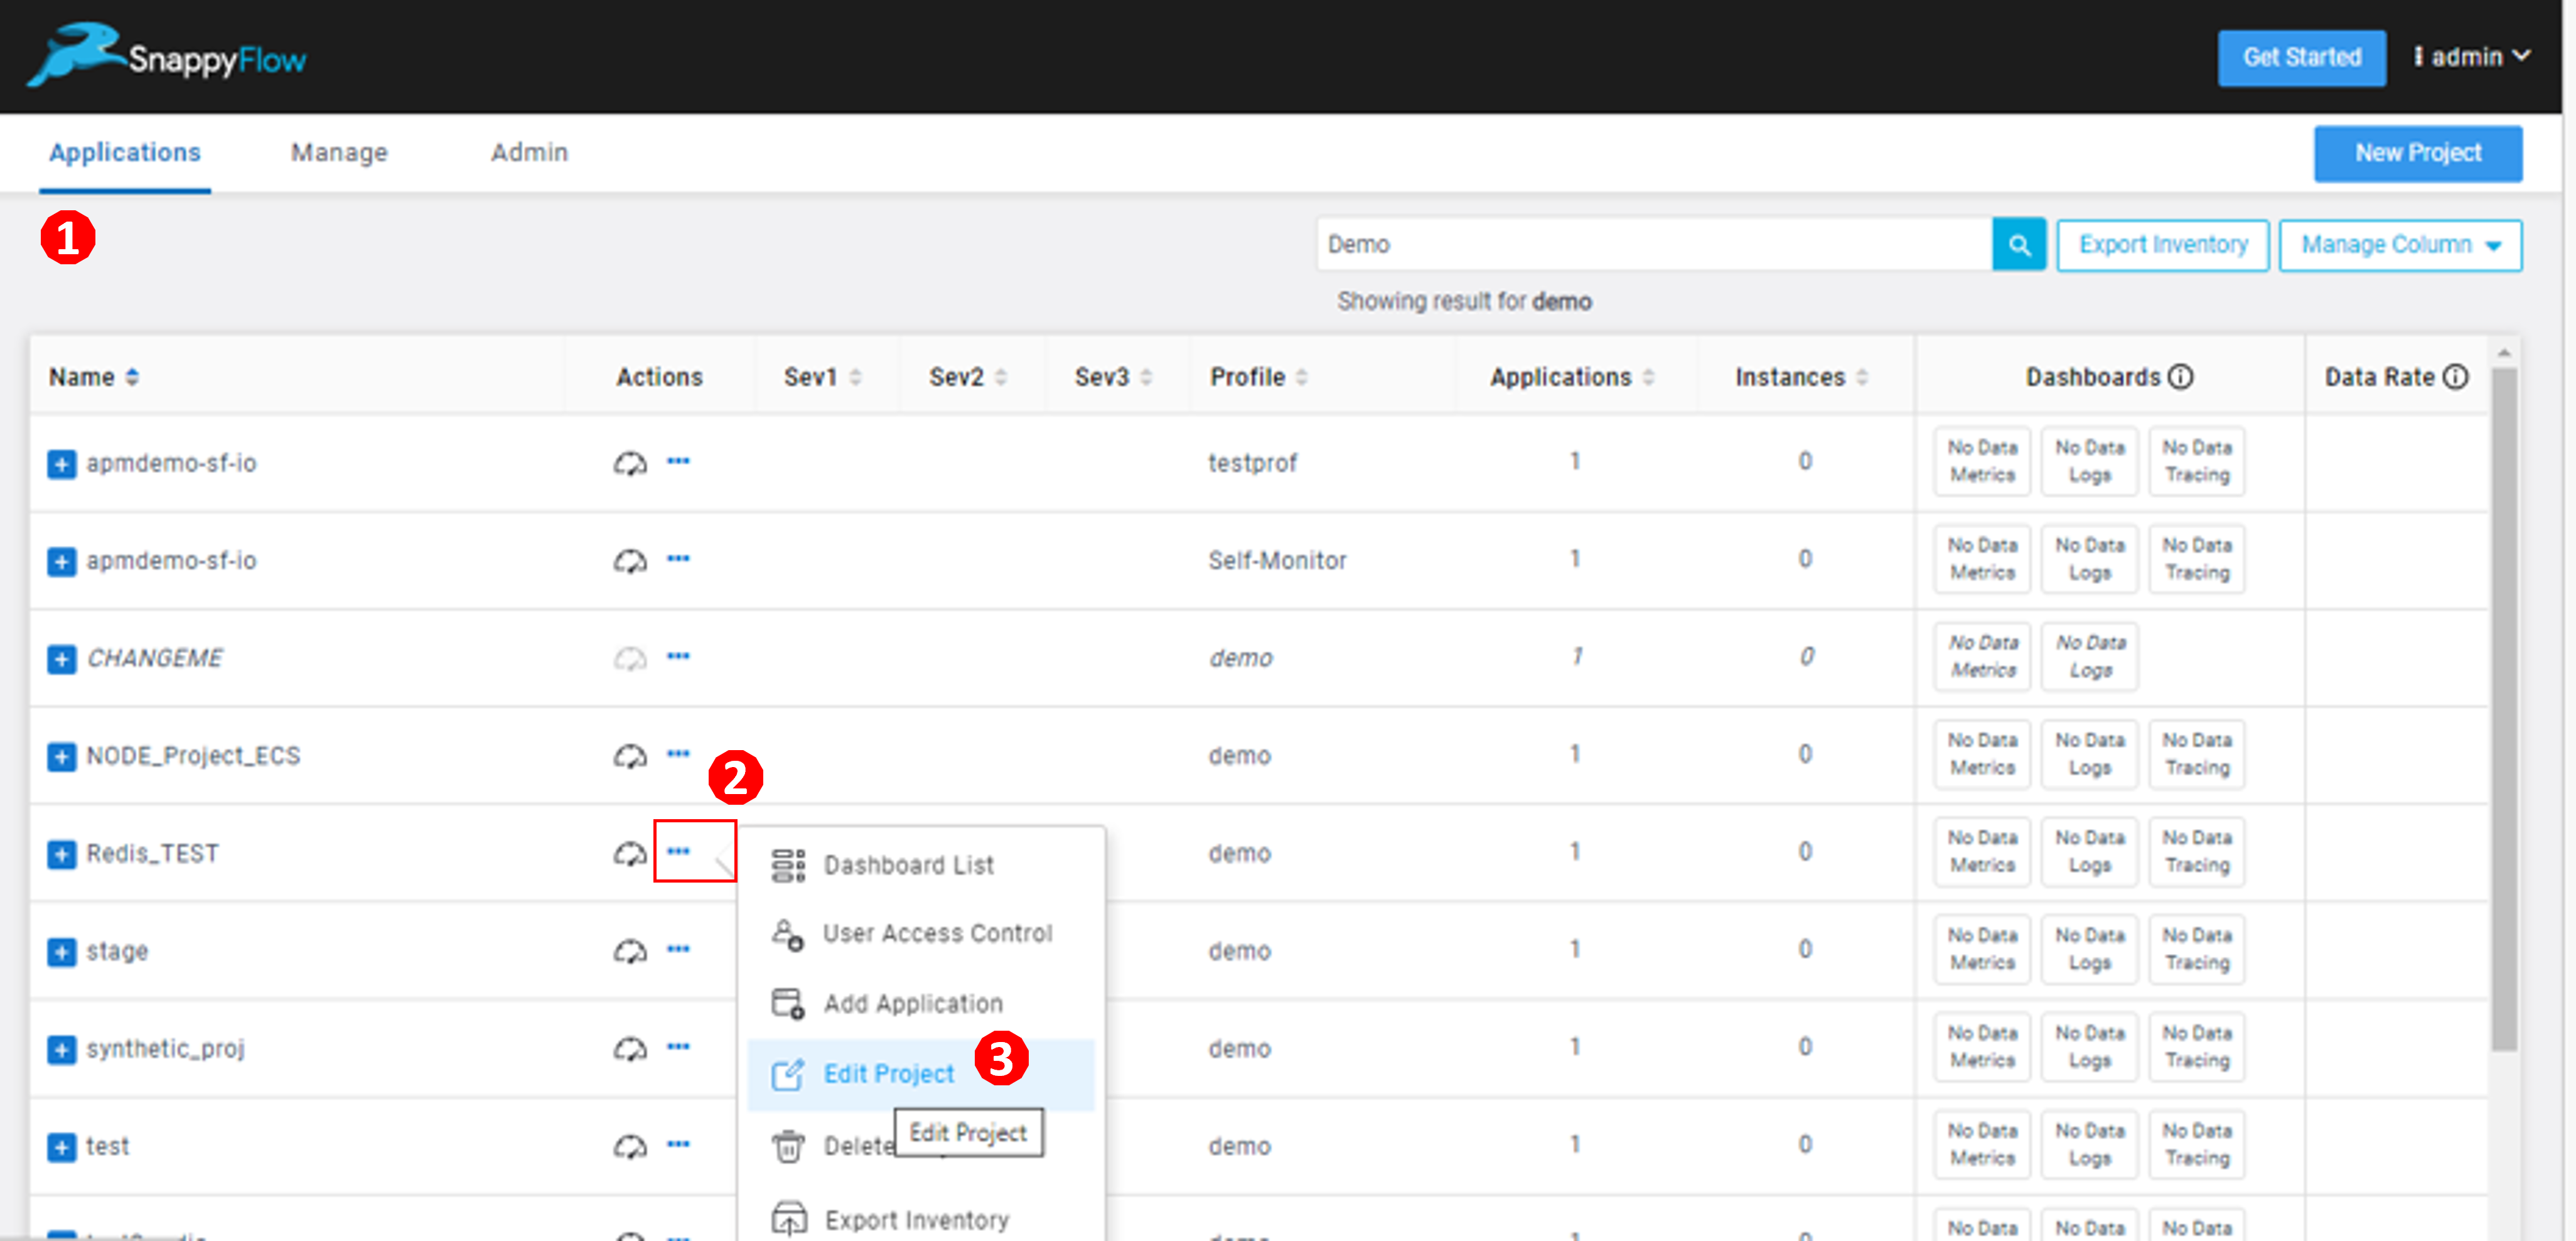 SnappyFlow
Get Started
admin
Applications Manage Admin
New Project
1
Demo
Export Inventory
Manage Column
Showing result for demo
Name Actions Sev1 Sev2 Sev3 Profile Applications Instances Dashboards Data Rate
apmdemo-sf-io testprof 1 0 No Data Metrics No Data Logs No Data Tracing
apmdemo-sf-io Self-Monitor 1 0 No Data Metrics No Data Logs No Data Tracing
CHANGEME demo 1 0 No Data Metrics No Data Logs
NODE_Project_ECS demo 1 0 No Data Metrics No Data Logs No Data Tracing
2
Redis_TEST demo 1 0 No Data Metrics No Data Logs No Data Tracing
Dashboard List
User Access Control
stage demo 1 0 No Data Metrics No Data Logs No Data Tracing
Add Application
synthetic_proj demo 1 0 No Data Metrics No Data Logs No Data Tracing
Edit Project 3
Edit Project
test demo 1 0 No Data Metrics No Data Logs No Data Tracing
Delete
Export Inventory
No Data No Data No Data